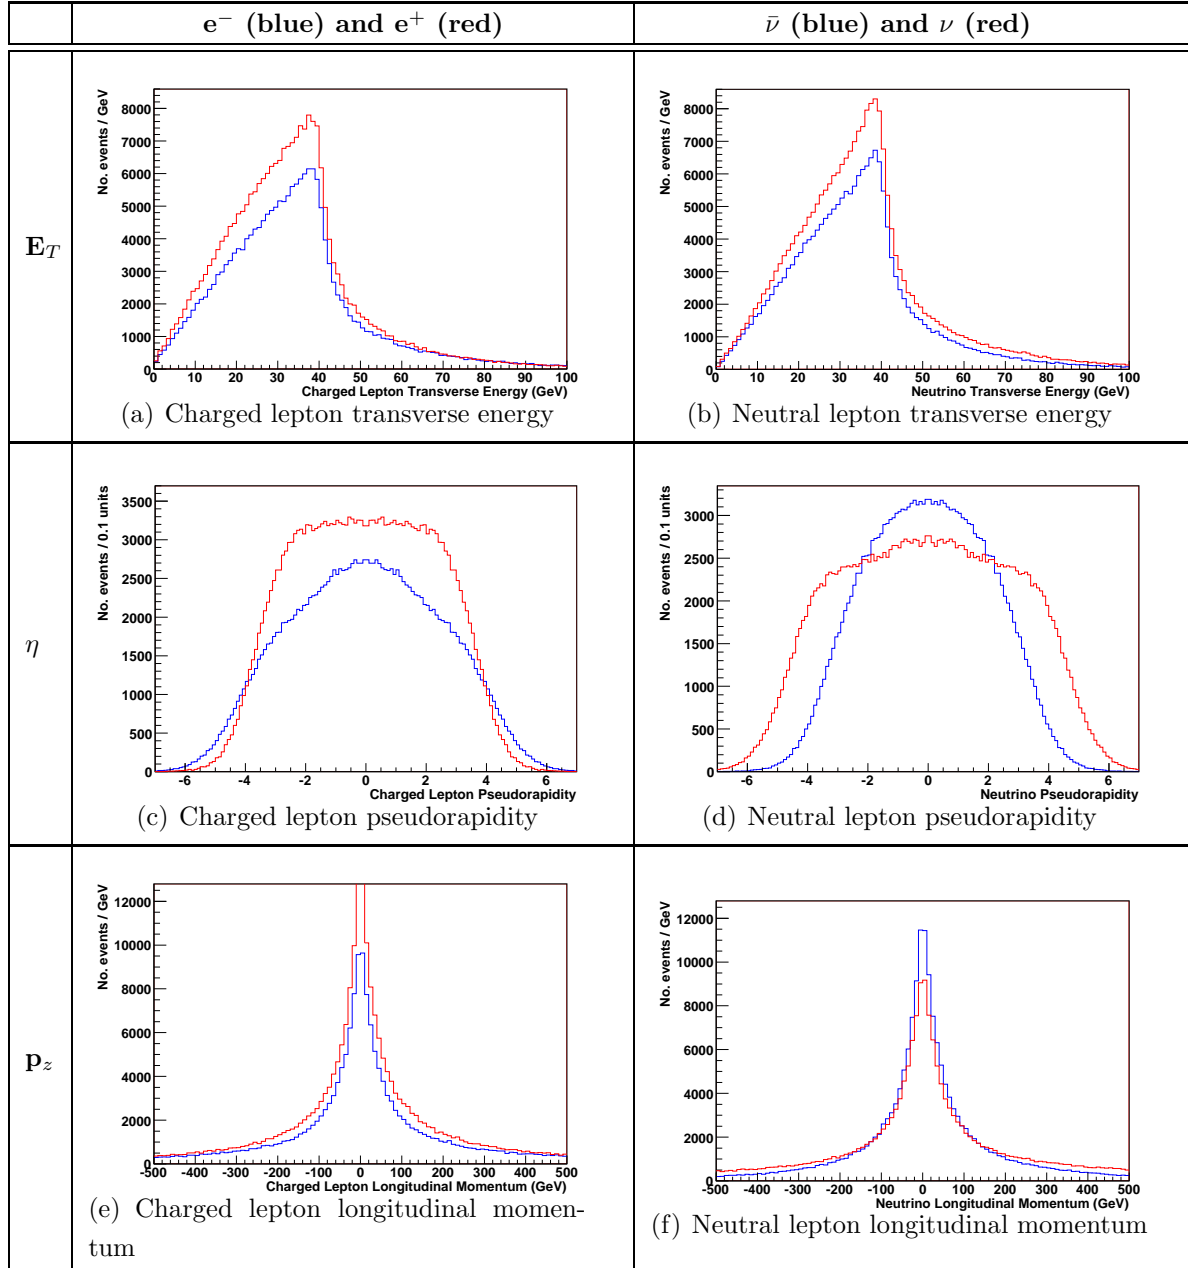 e− (blue) and e+ (red)
ν̄ (blue) and ν (red)
E_T
No. events / GeV
8000
7000
6000
5000
4000
3000
2000
1000
0
0 10 20 30 40 50 60 70 80 90 100
Charged Lepton Transverse Energy (GeV)
(a) Charged lepton transverse energy
No. events / GeV
8000
7000
6000
5000
4000
3000
2000
1000
0
0 10 20 30 40 50 60 70 80 90 100
Neutrino Transverse Energy (GeV)
(b) Neutral lepton transverse energy
η
No. events / 0.1 units
3500
3000
2500
2000
1500
1000
500
0
-6 -4 -2 0 2 4 6
Charged Lepton Pseudorapidity
(c) Charged lepton pseudorapidity
No. events / 0.1 units
3000
2500
2000
1500
1000
500
0
-6 -4 -2 0 2 4 6
Neutrino Pseudorapidity
(d) Neutral lepton pseudorapidity
p_z
No. events / GeV
12000
10000
8000
6000
4000
2000
0
-500 -400 -300 -200 -100 0 100 200 300 400 500
Charged Lepton Longitudinal Momentum (GeV)
(e) Charged lepton longitudinal momen-
tum
No. events / GeV
12000
10000
8000
6000
4000
2000
0
-500 -400 -300 -200 -100 0 100 200 300 400 500
Neutrino Longitudinal Momentum (GeV)
(f) Neutral lepton longitudinal momentum